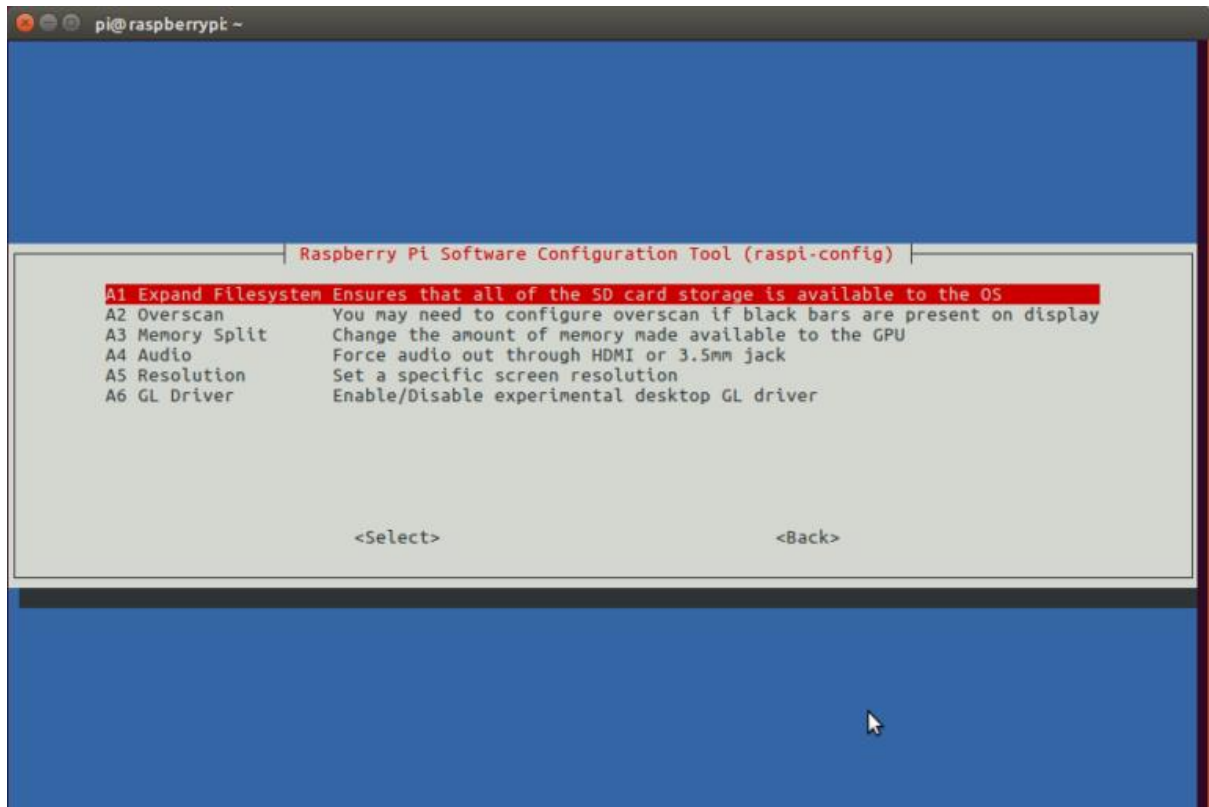 pi@raspberrypi: ~
Raspberry Pi Software Configuration Tool (raspi-config)
A1 Expand Filesystem Ensures that all of the SD card storage is available to the OS
A2 Overscan You may need to configure overscan if black bars are present on display
A3 Memory Split Change the amount of memory made available to the GPU
A4 Audio Force audio out through HDMI or 3.5mm jack
A5 Resolution Set a specific screen resolution
A6 GL Driver Enable/Disable experimental desktop GL driver
<Select> <Back>